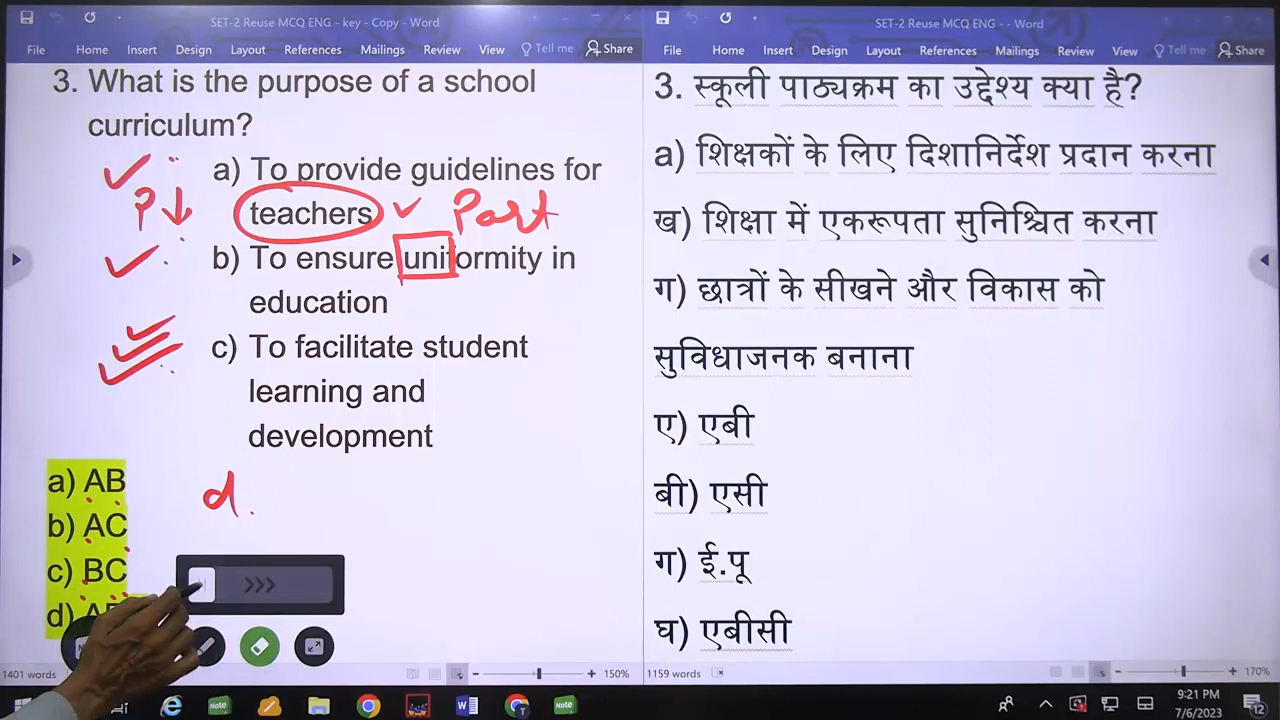 SET-2 Reuse MCQ ENG - key - Copy - Word
File Home Insert Design Layout References Mailings Review View Tell me Share
3. What is the purpose of a school
curriculum?
a) To provide guidelines for
teachers Part
P
b) To ensure uniformity in
education
c) To facilitate student
learning and
development
a) AB
d.
b) AC
c) BC
d)
1401 words
150%
SET-2 Reuse MCQ ENG - - Word
File Home Insert Design Layout References Mailings Review View Tell me Share
3. स्कूली पाठ्यक्रम का उद्देश्य क्या है?
a) शिक्षकों के लिए दिशानिर्देश प्रदान करना
ख) शिक्षा में एकरूपता सुनिश्चित करना
ग) छात्रों के सीखने और विकास को
सुविधाजनक बनाना
ए) एबी
बी) एसी
ग) ई.पू
घ) एबीसी
1159 words
170%
Note
Note
9:21 PM
7/6/2023
12